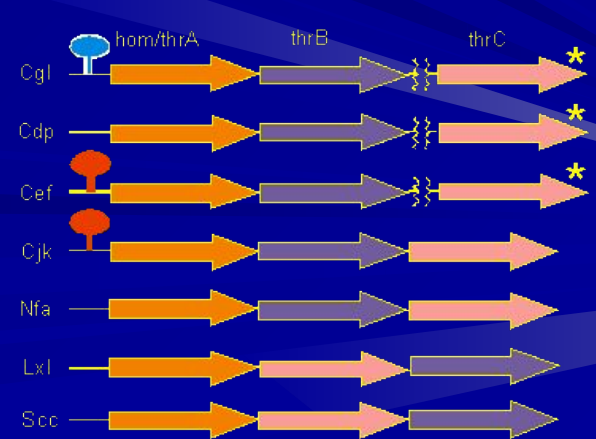 hom/thrA thrB thrC
Cgl *
Cdp *
Cef *
Cjk
Nfa
Lxl
Scc